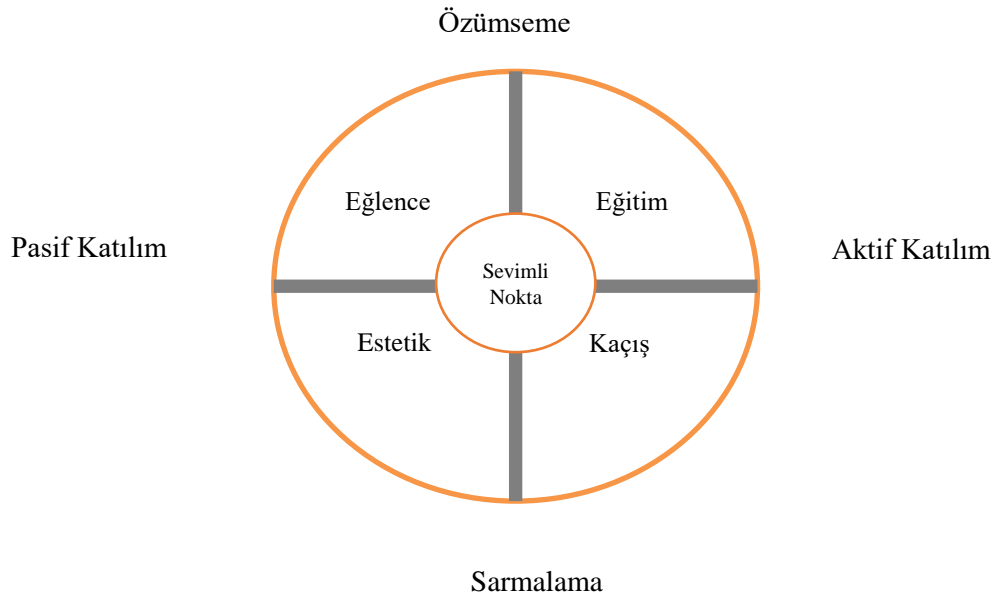 Özümseme
Eğlence
Eğitim
Pasif Katılım
Aktif Katılım
Sevimli
Nokta
Estetik
Kaçış
Sarmalama